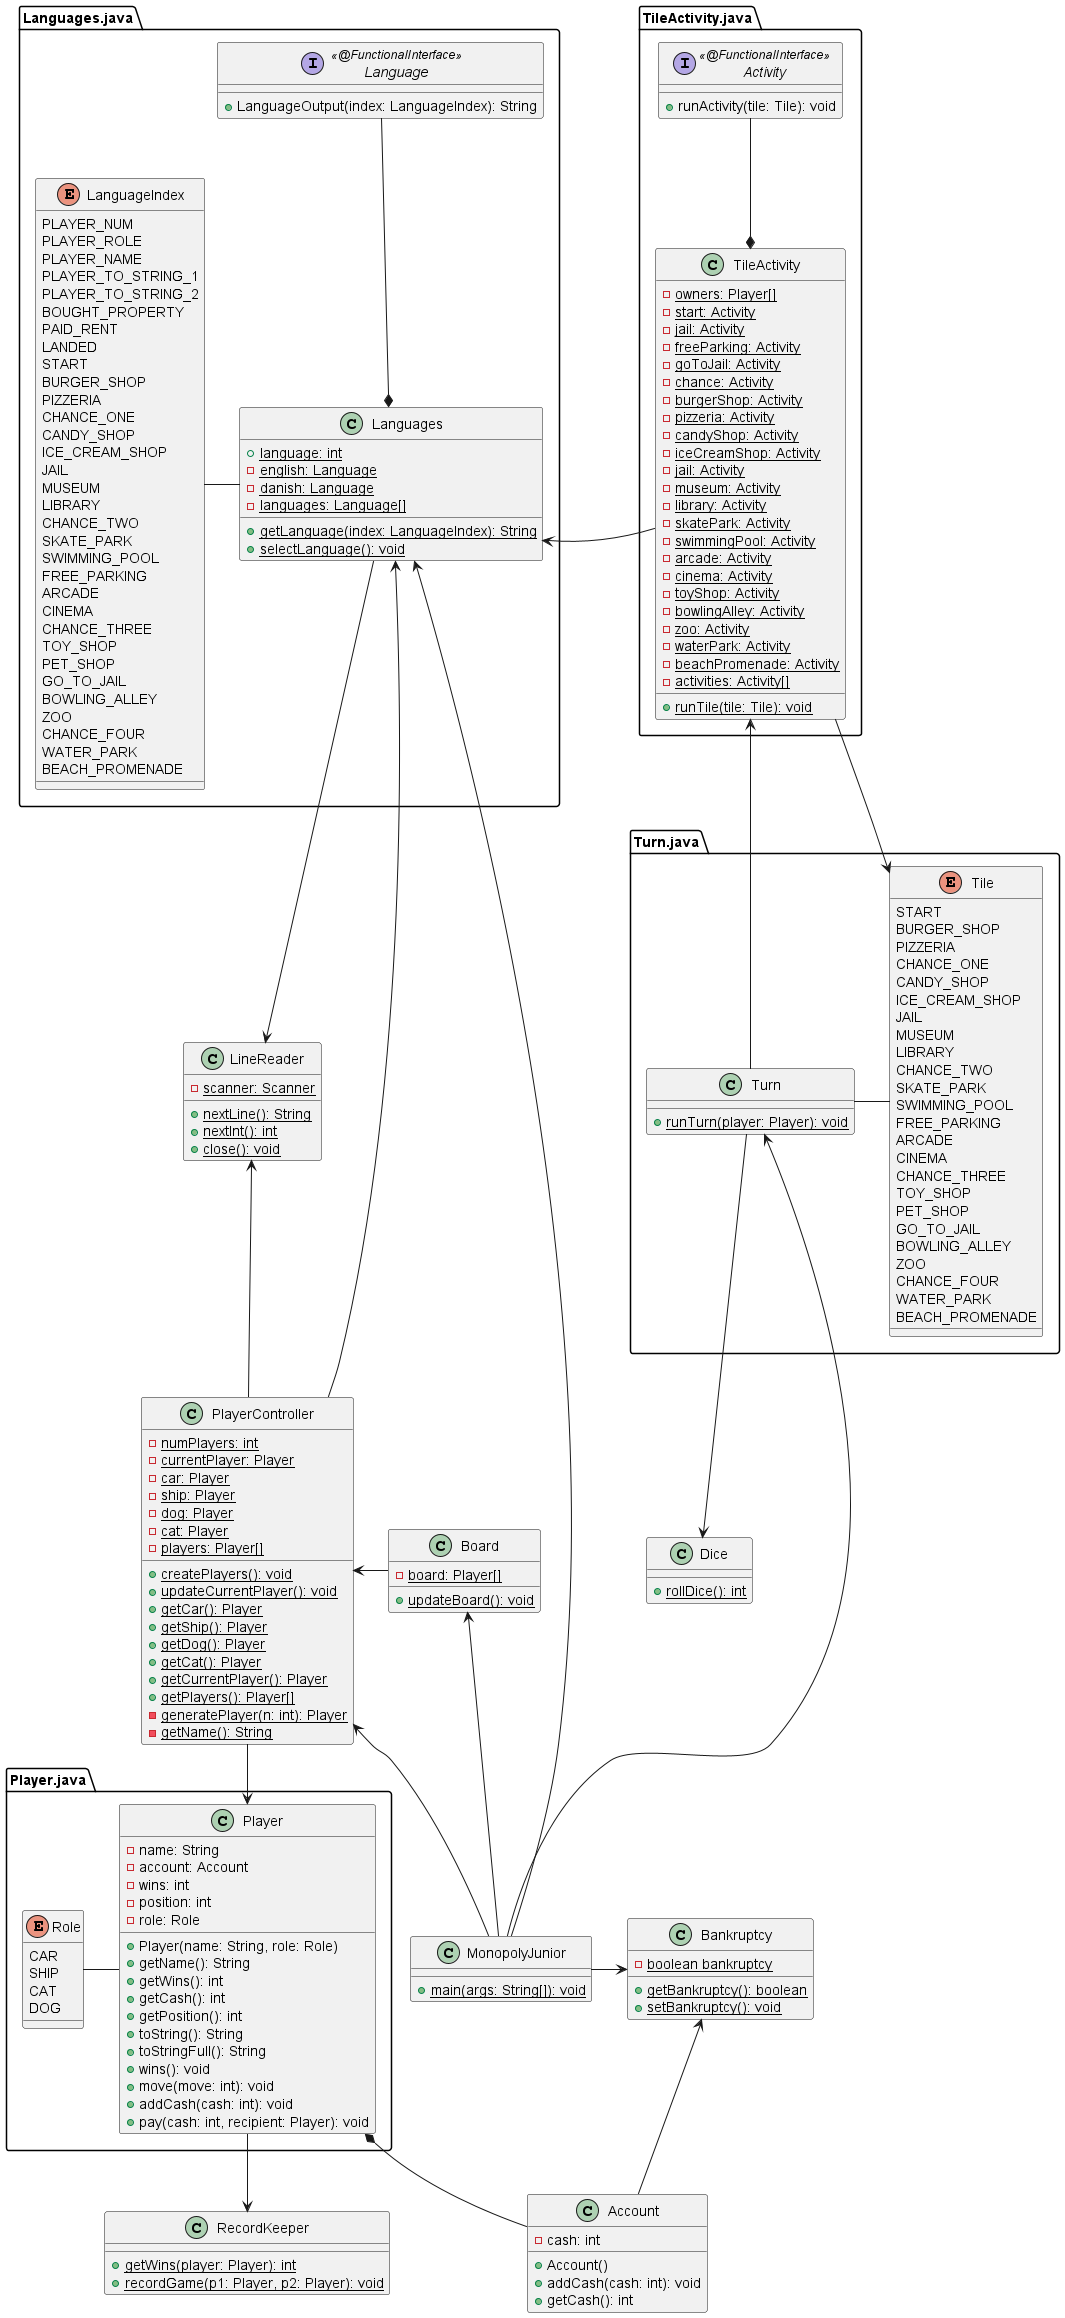 Languages.java
I
«@FunctionalInterface»
Language
LanguageOutput(index: LanguageIndex): String
E LanguageIndex
PLAYER_NUM
PLAYER_ROLE
PLAYER_NAME
PLAYER_TO_STRING_1
PLAYER_TO_STRING_2
BOUGHT_PROPERTY
PAID_RENT
LANDED
START
BURGER_SHOP
PIZZERIA
CHANCE_ONE
CANDY_SHOP
ICE_CREAM_SHOP
JAIL
MUSEUM
LIBRARY
CHANCE_TWO
SKATE_PARK
SWIMMING_POOL
FREE_PARKING
ARCADE
CINEMA
CHANCE_THREE
TOY_SHOP
PET_SHOP
GO_TO_JAIL
BOWLING_ALLEY
ZOO
CHANCE_FOUR
WATER_PARK
BEACH_PROMENADE
C Languages
language: int
english: Language
danish: Language
languages: Language[]
getLanguage(index: LanguageIndex): String
selectLanguage(): void
TileActivity.java
I
«@FunctionalInterface»
Activity
runActivity(tile: Tile): void
C TileActivity
owners: Player[]
start: Activity
jail: Activity
freeParking: Activity
goToJail: Activity
chance: Activity
burgerShop: Activity
pizzeria: Activity
candyShop: Activity
iceCreamShop: Activity
jail: Activity
museum: Activity
library: Activity
skatePark: Activity
swimmingPool: Activity
arcade: Activity
cinema: Activity
toyShop: Activity
bowlingAlley: Activity
zoo: Activity
waterPark: Activity
beachPromenade: Activity
activities: Activity[]
runTile(tile: Tile): void
Turn.java
E Tile
START
BURGER_SHOP
PIZZERIA
CHANCE_ONE
CANDY_SHOP
ICE_CREAM_SHOP
JAIL
MUSEUM
LIBRARY
CHANCE_TWO
SKATE_PARK
SWIMMING_POOL
FREE_PARKING
ARCADE
CINEMA
CHANCE_THREE
TOY_SHOP
PET_SHOP
GO_TO_JAIL
BOWLING_ALLEY
ZOO
CHANCE_FOUR
WATER_PARK
BEACH_PROMENADE
C Turn
runTurn(player: Player): void
C LineReader
scanner: Scanner
nextLine(): String
nextInt(): int
close(): void
C PlayerController
numPlayers: int
currentPlayer: Player
car: Player
ship: Player
dog: Player
cat: Player
players: Player[]
createPlayers(): void
updateCurrentPlayer(): void
getCar(): Player
getShip(): Player
getDog(): Player
getCat(): Player
getCurrentPlayer(): Player
getPlayers(): Player[]
generatePlayer(n: int): Player
getName(): String
C Board
board: Player[]
updateBoard(): void
C Dice
rollDice(): int
Player.java
C Player
name: String
account: Account
wins: int
position: int
role: Role
Player(name: String, role: Role)
getName(): String
getWins(): int
getCash(): int
getPosition(): int
toString(): String
toStringFull(): String
wins(): void
move(move: int): void
addCash(cash: int): void
pay(cash: int, recipient: Player): void
E Role
CAR
SHIP
CAT
DOG
C MonopolyJunior
main(args: String[]): void
C Bankruptcy
boolean bankruptcy
getBankruptcy(): boolean
setBankruptcy(): void
C RecordKeeper
getWins(player: Player): int
recordGame(p1: Player, p2: Player): void
C Account
cash: int
Account()
addCash(cash: int): void
getCash(): int